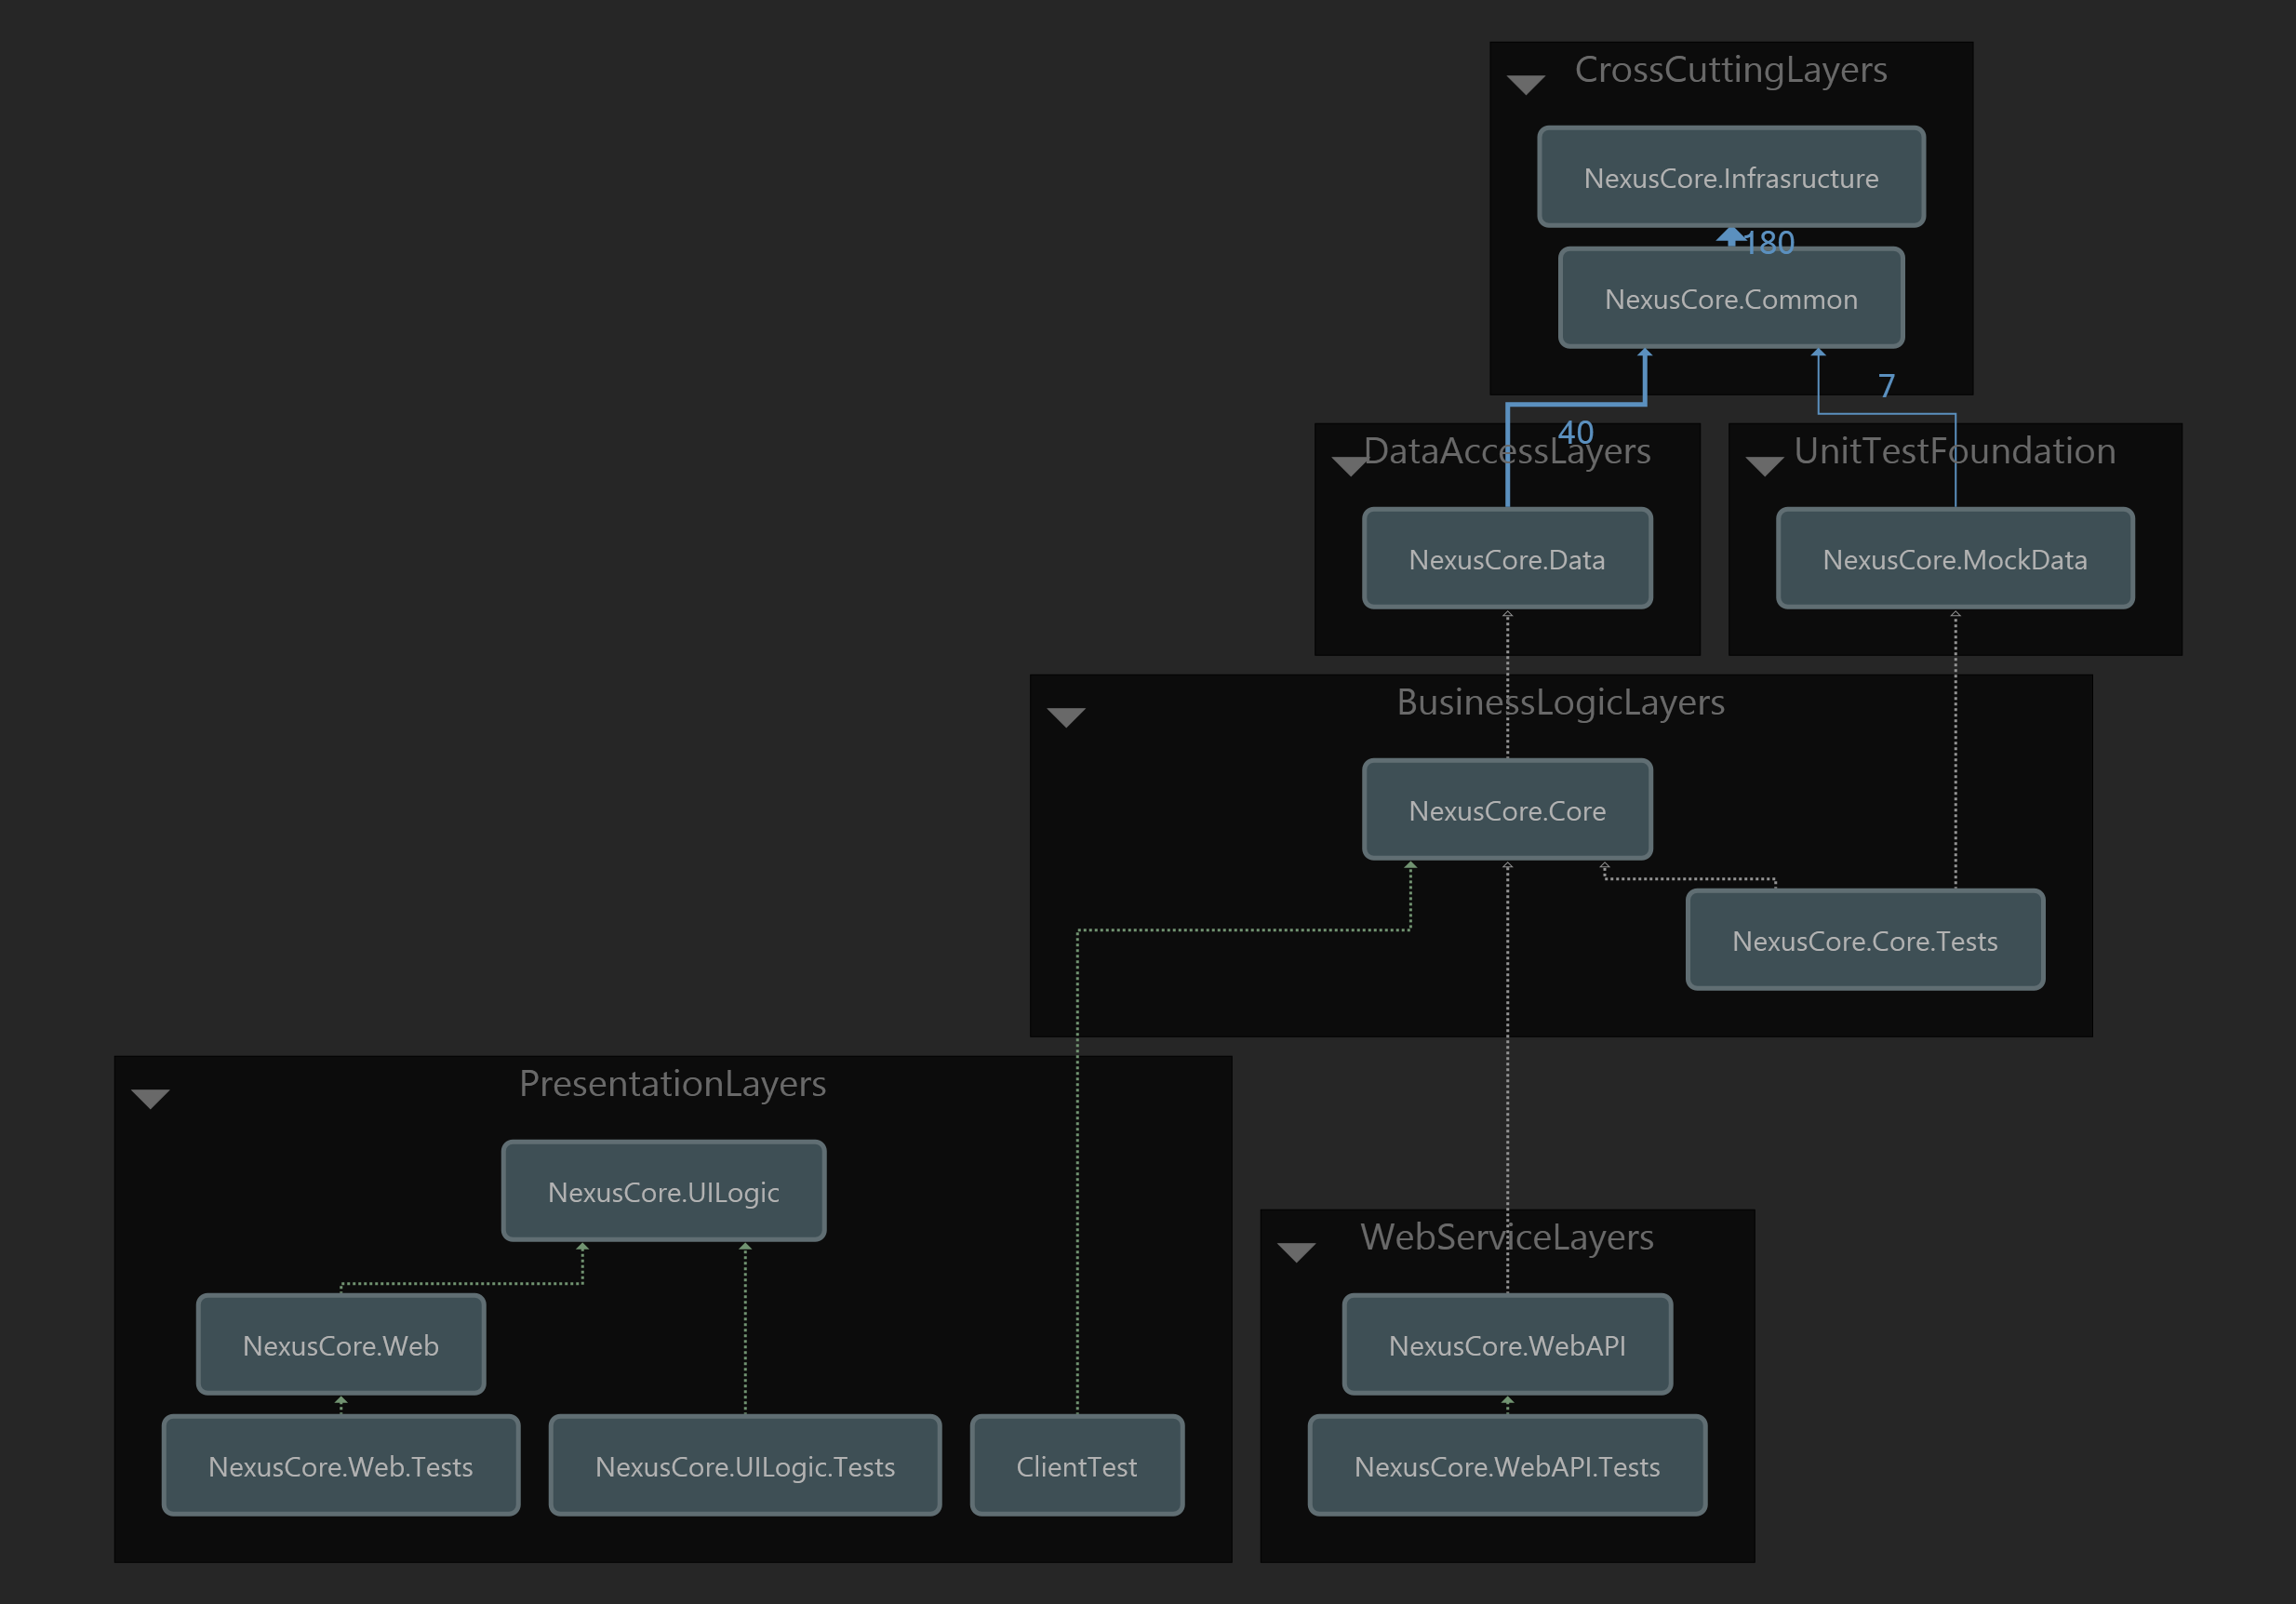 CrossCuttingLayers
NexusCore.Infrasructure
180
NexusCore.Common
7
40
DataAccessLayers
UnitTestFoundation
NexusCore.Data
NexusCore.MockData
BusinessLogicLayers
NexusCore.Core
NexusCore.Core.Tests
PresentationLayers
NexusCore.UILogic
WebServiceLayers
NexusCore.Web
NexusCore.WebAPI
NexusCore.Web.Tests
NexusCore.UILogic.Tests
ClientTest
NexusCore.WebAPI.Tests